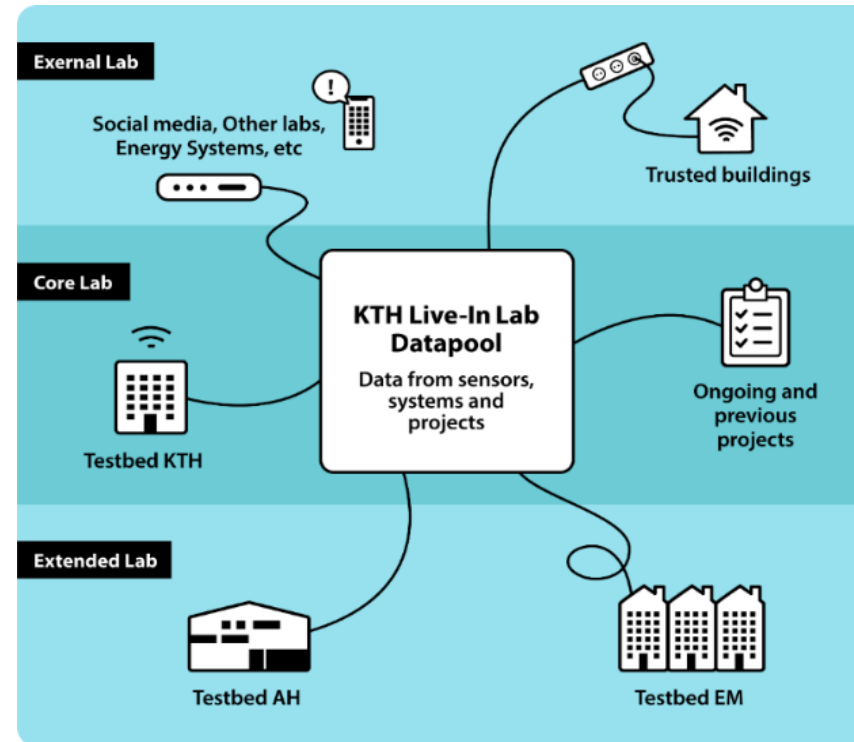 Exernal Lab
Social media, Other labs,
Energy Systems, etc
!
Trusted buildings
Core Lab
KTH Live-In Lab
Datapool
Data from sensors,
systems and
projects
Testbed KTH
Ongoing and
previous
projects
Extended Lab
Testbed AH
Testbed EM